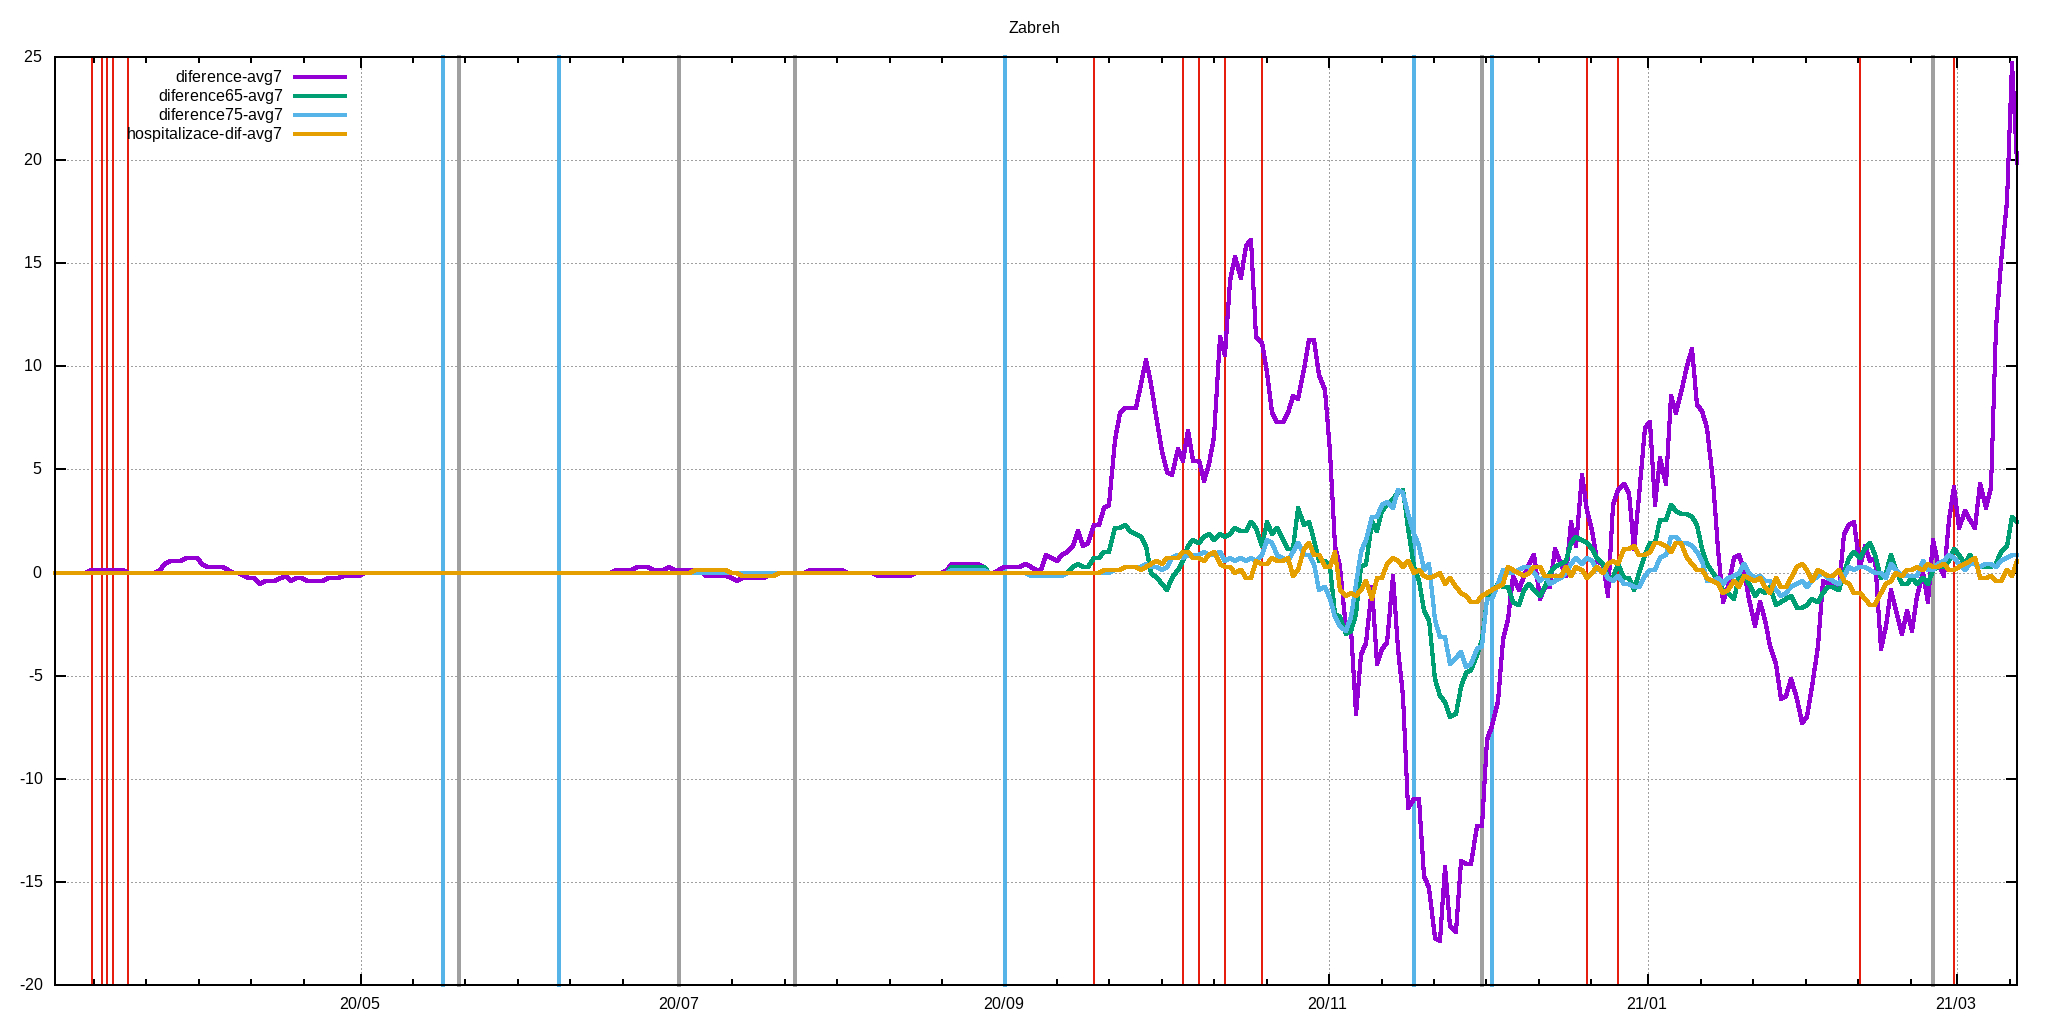 Zabreh
25
diference-avg7
diference65-avg7
diference75-avg7
hospitalizace-dif-avg7
20
15
10
5
0
-5
-10
-15
-20
20/05 20/07 20/09 20/11 21/01 21/03